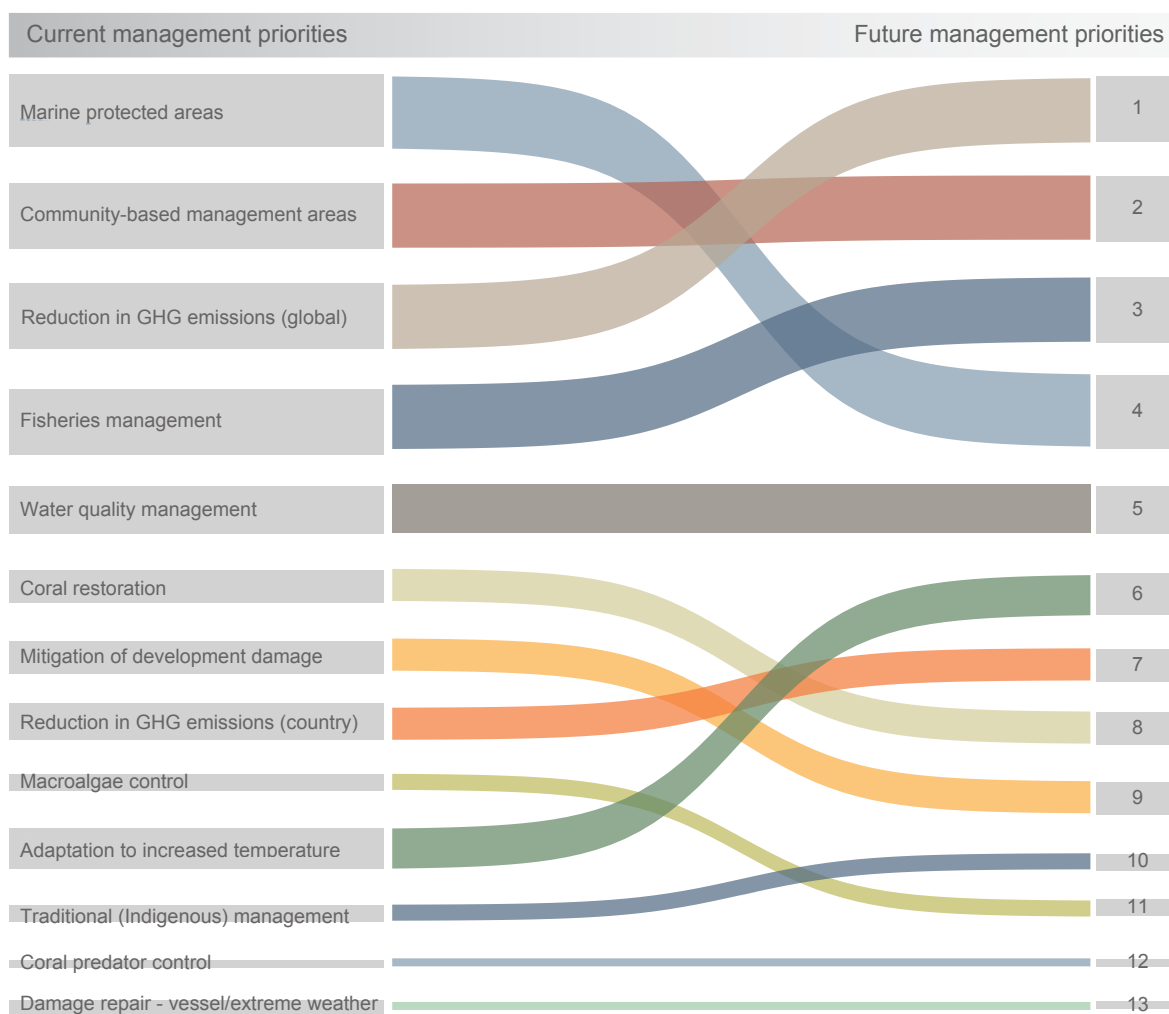 Current management priorities
Future management priorities
Marine protected areas
1
Community-based management areas
2
Reduction in GHG emissions (global)
3
Fisheries management
4
Water quality management
5
Coral restoration
6
Mitigation of development damage
7
Reduction in GHG emissions (country)
8
Macroalgae control
9
Adaptation to increased temperature
10
Traditional (Indigenous) management
11
Coral predator control
12
Damage repair - vessel/extreme weather
13